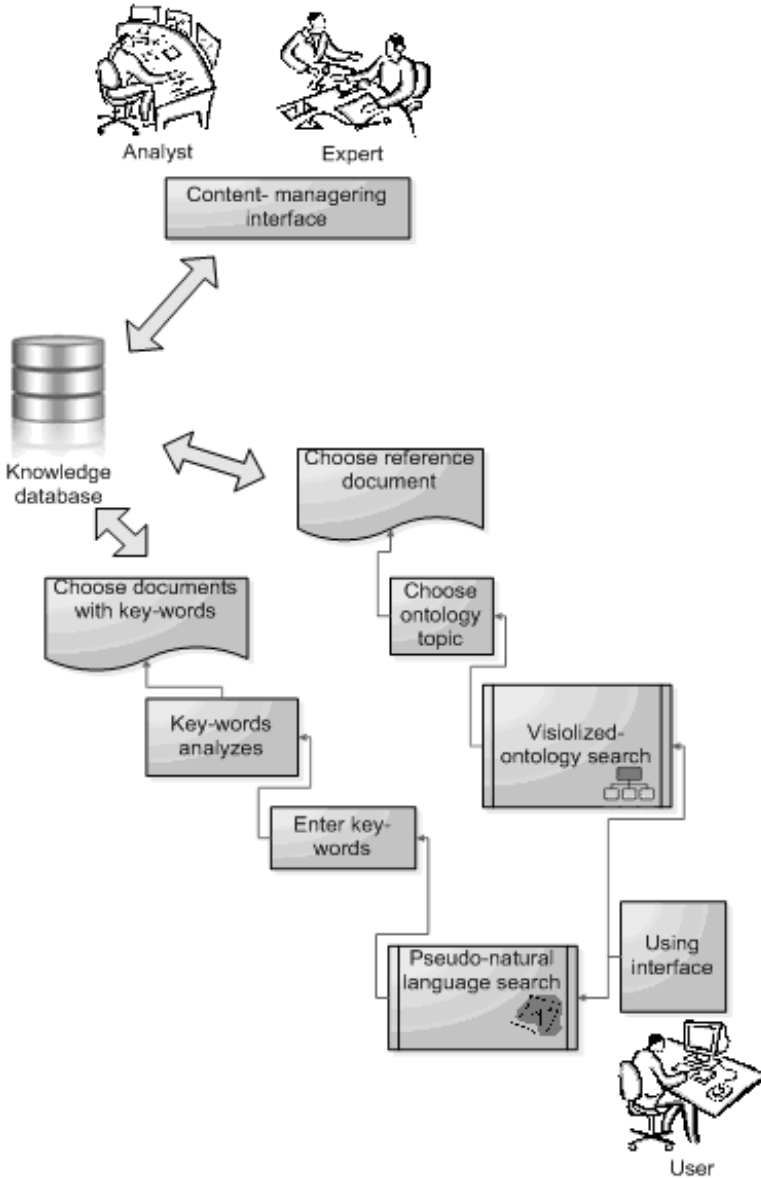 Analyst
Expert
Content- managering
interface
Knowledge
database
Choose reference
document
Choose documents
with key-words
Choose
ontology
topic
Key-words
analyzes
Visiolized-
ontology search
Enter key-
words
Pseudo-natural
language search
Using
interface
User